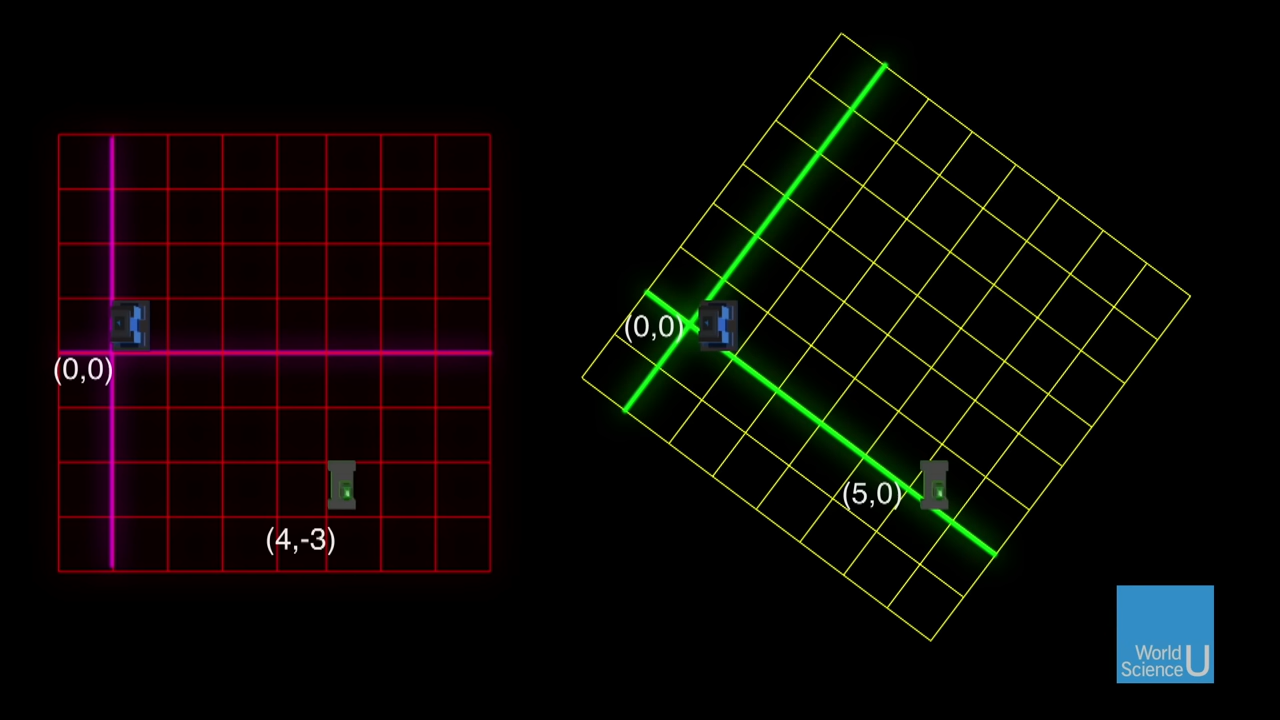 (0,0)
(4,-3)
(0,0)
(5,0)
World
Science U